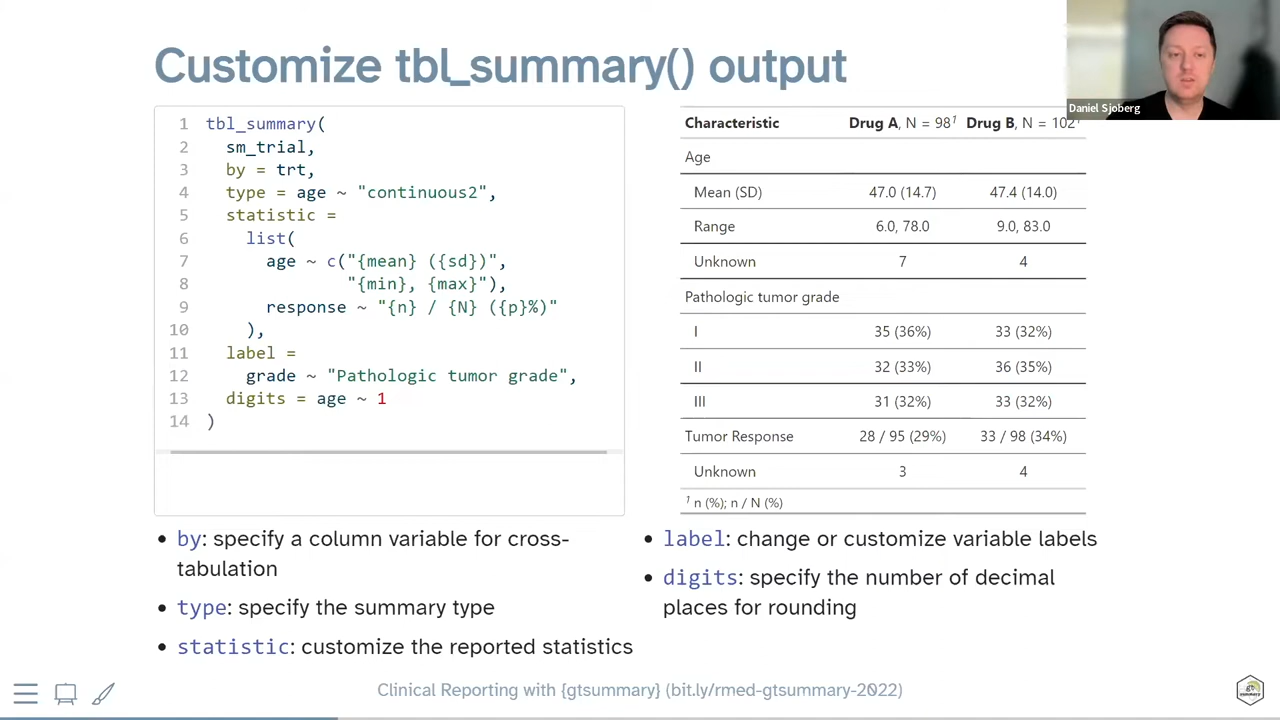 Customize tbl_summary() output
Daniel Sjoberg
1 tbl_summary(
2 sm_trial,
3 by = trt,
4 type = age ~ "continuous2",
5 statistic =
6 list(
7 age ~ c("{mean} ({sd})",
8 "{min}, {max}"),
9 response ~ "{n} / {N} ({p}%)"
10 ),
11 label =
12 grade ~ "Pathologic tumor grade",
13 digits = age ~ 1
14 )
Characteristic Drug A, N = 98¹ Drug B, N = 102¹
Age
Mean (SD) 47.0 (14.7) 47.4 (14.0)
Range 6.0, 78.0 9.0, 83.0
Unknown 7 4
Pathologic tumor grade
I 35 (36%) 33 (32%)
II 32 (33%) 36 (35%)
III 31 (32%) 33 (32%)
Tumor Response 28 / 95 (29%) 33 / 98 (34%)
Unknown 3 4
¹ n (%); n / N (%)
• by: specify a column variable for cross-
tabulation
• type: specify the summary type
• statistic: customize the reported statistics
• label: change or customize variable labels
• digits: specify the number of decimal
places for rounding
Clinical Reporting with {gtsummary} (bit.ly/rmed-gtsummary-2022)